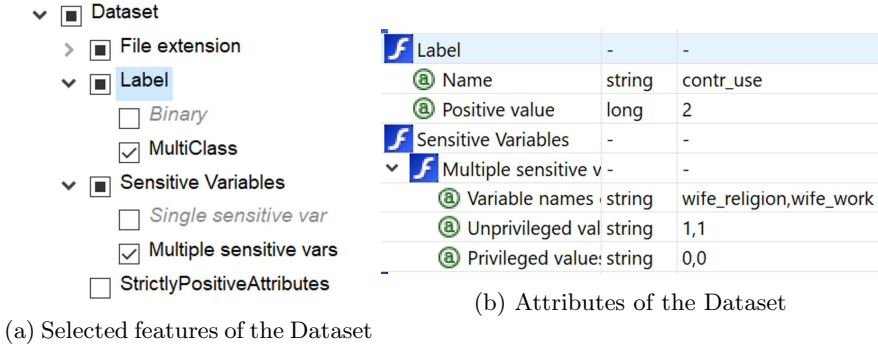 Dataset
File extension
Label
Binary
MultiClass
Sensitive Variables
Single sensitive var
Multiple sensitive vars
StrictlyPositiveAttributes
(a) Selected features of the Dataset
Label - -
Name string contr_use
Positive value long 2
Sensitive Variables - -
Multiple sensitive v - -
Variable names string wife_religion,wife_work
Unprivileged val string 1,1
Privileged value string 0,0
(b) Attributes of the Dataset